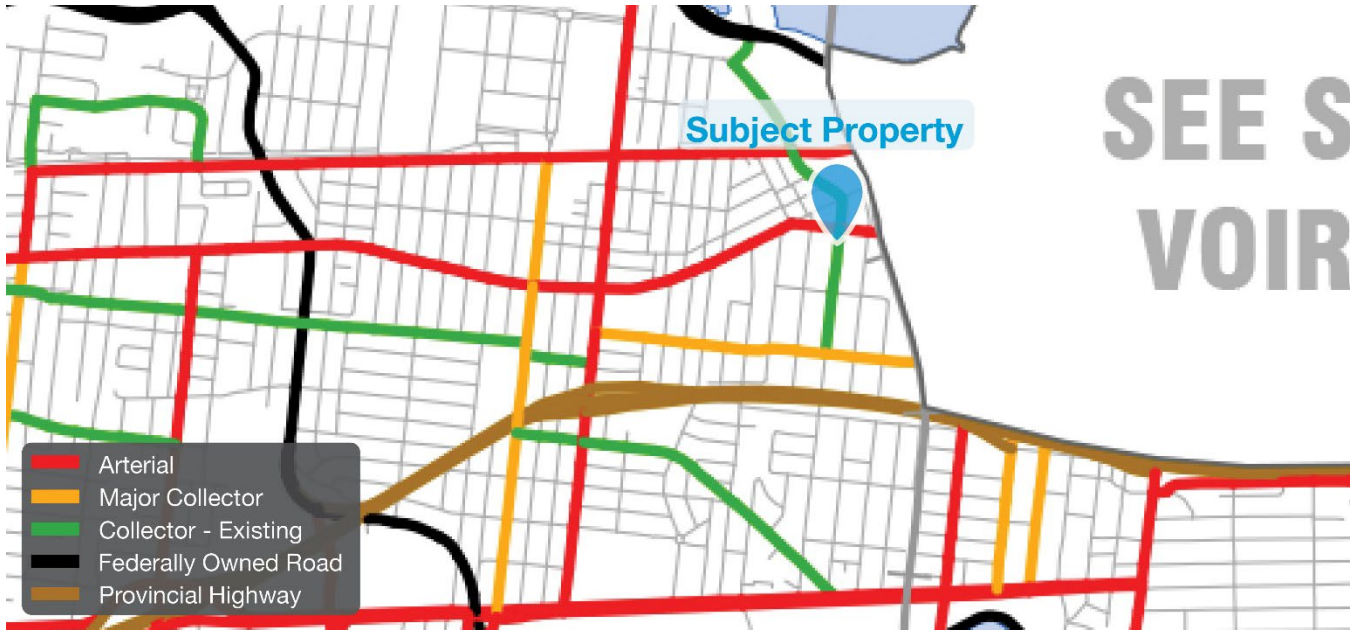 SEE S
Subject Property
VOIR
Arterial
Major Collector
Collector - Existing
Federally Owned Road
Provincial Highway